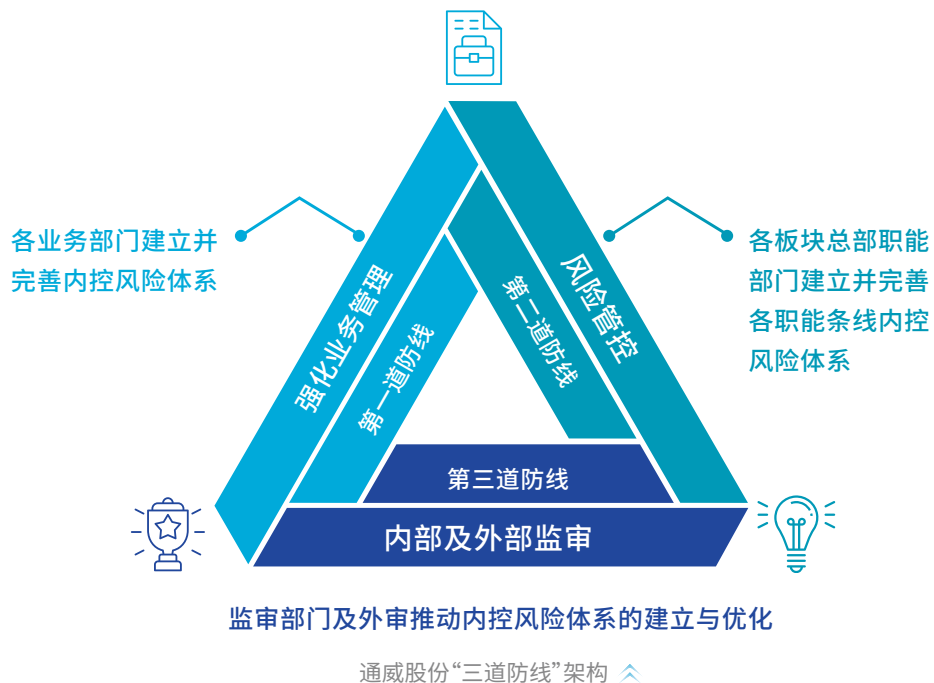 各业务部门建立并
完善内控风险体系
强化业务管理
第一道防线
风险管控
第二道防线
各板块总部职能
部门建立并完善
各职能条线内控
风险体系
第三道防线
内部及外部监审
监审部门及外审推动内控风险体系的建立与优化
通威股份“三道防线”架构